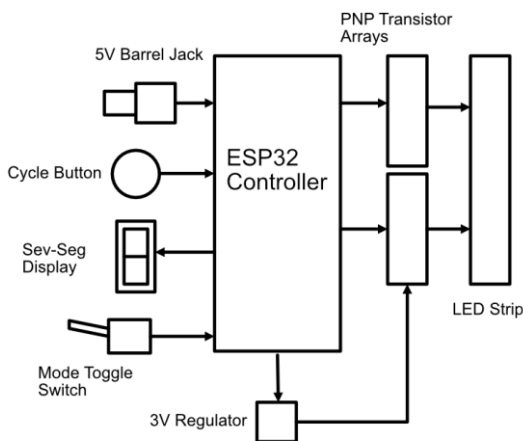 PNP Transistor
Arrays
5V Barrel Jack
ESP32
Controller
Cycle Button
Sev-Seg
Display
LED Strip
Mode Toggle
Switch
3V Regulator